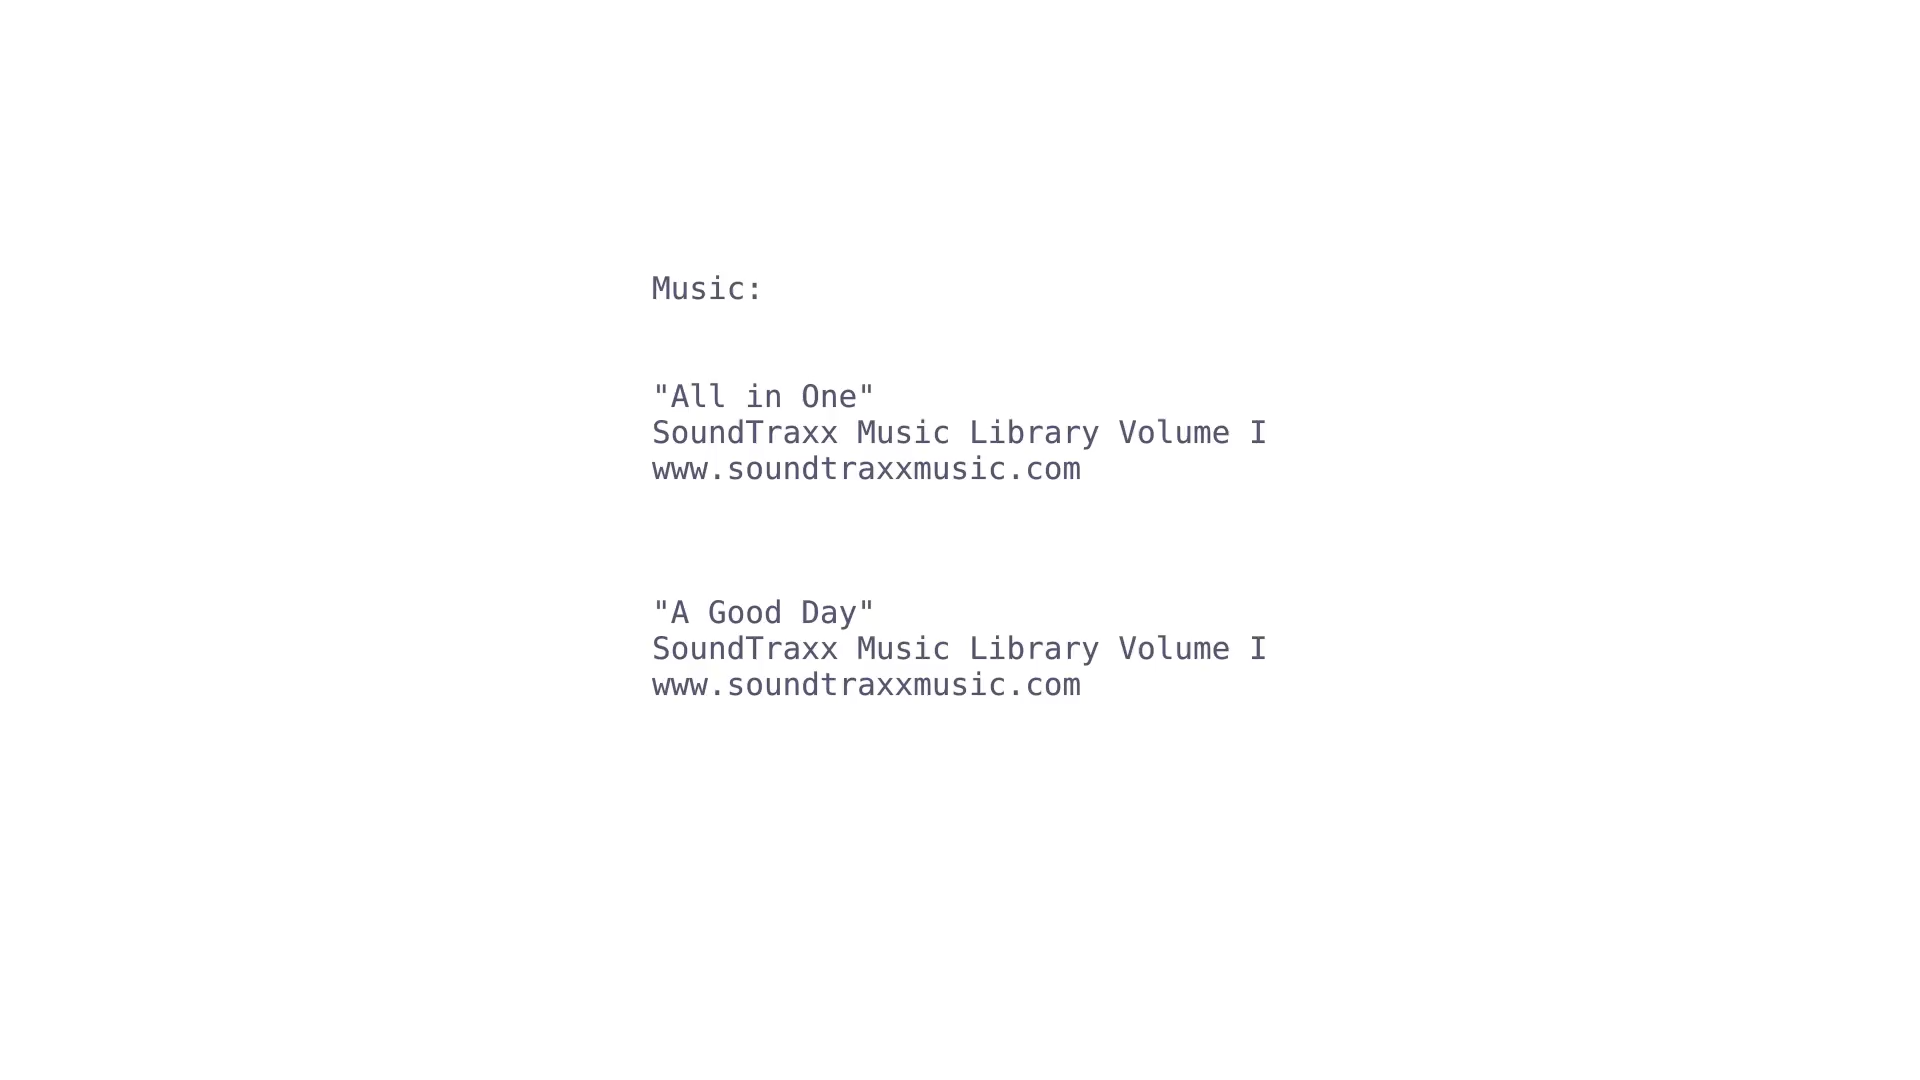 Music:
"All in One"
SoundTraxx Music Library Volume I
www.soundtraxxmusic.com
"A Good Day"
SoundTraxx Music Library Volume I
www.soundtraxxmusic.com